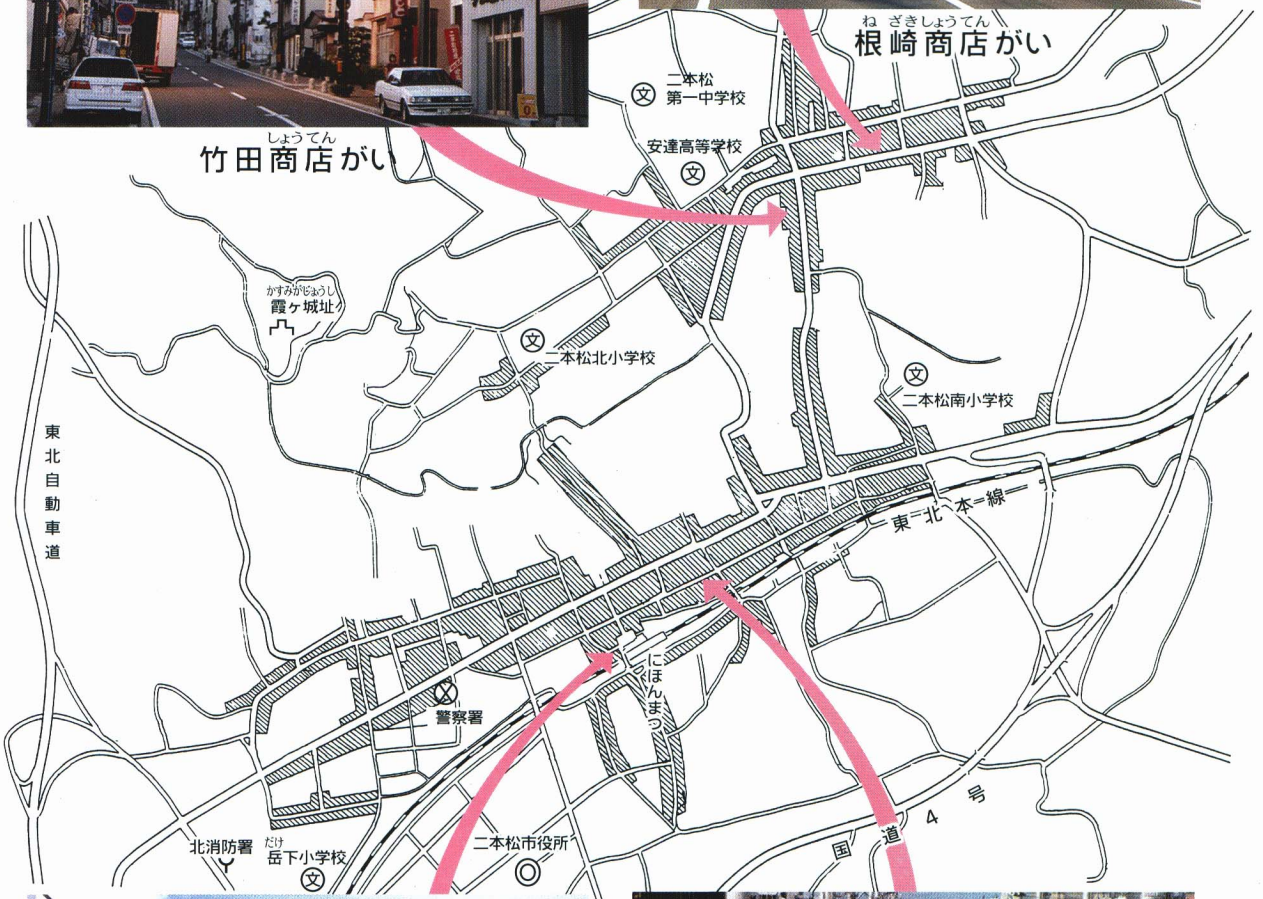 ねざきしょうてん
根崎商店がい
二本松
第一中学校
文
しょうてん
竹田商店がい
安達高等学校
文
かすみがじょうし
霞ヶ城址
文
二本松北小学校
文
二本松南小学校
東北自動車道
東北本線
にほんまつ
警察署
国道4号
北消防署
だけ
岳下小学校
文
二本松市役所